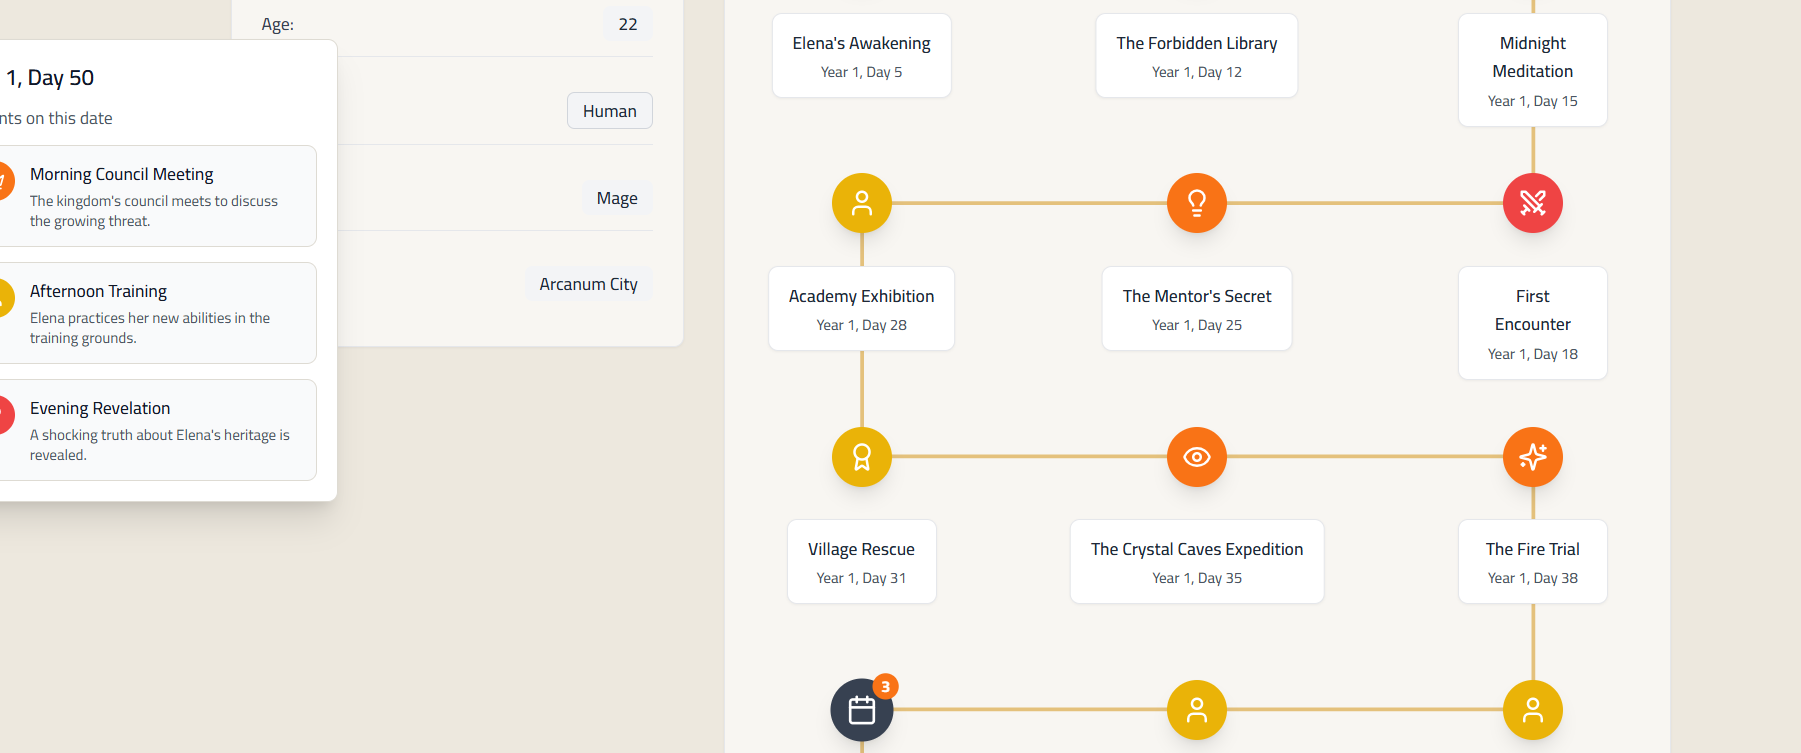 Age:
22
1, Day 50
nts on this date
Human
Morning Council Meeting
The kingdom's council meets to discuss
the growing threat.
Mage
Afternoon Training
Elena practices her new abilities in the
training grounds.
Arcanum City
Evening Revelation
A shocking truth about Elena's heritage is
revealed.
Elena's Awakening
Year 1, Day 5
The Forbidden Library
Year 1, Day 12
Midnight
Meditation
Year 1, Day 15
Academy Exhibition
Year 1, Day 28
The Mentor's Secret
Year 1, Day 25
First
Encounter
Year 1, Day 18
Village Rescue
Year 1, Day 31
The Crystal Caves Expedition
Year 1, Day 35
The Fire Trial
Year 1, Day 38
3